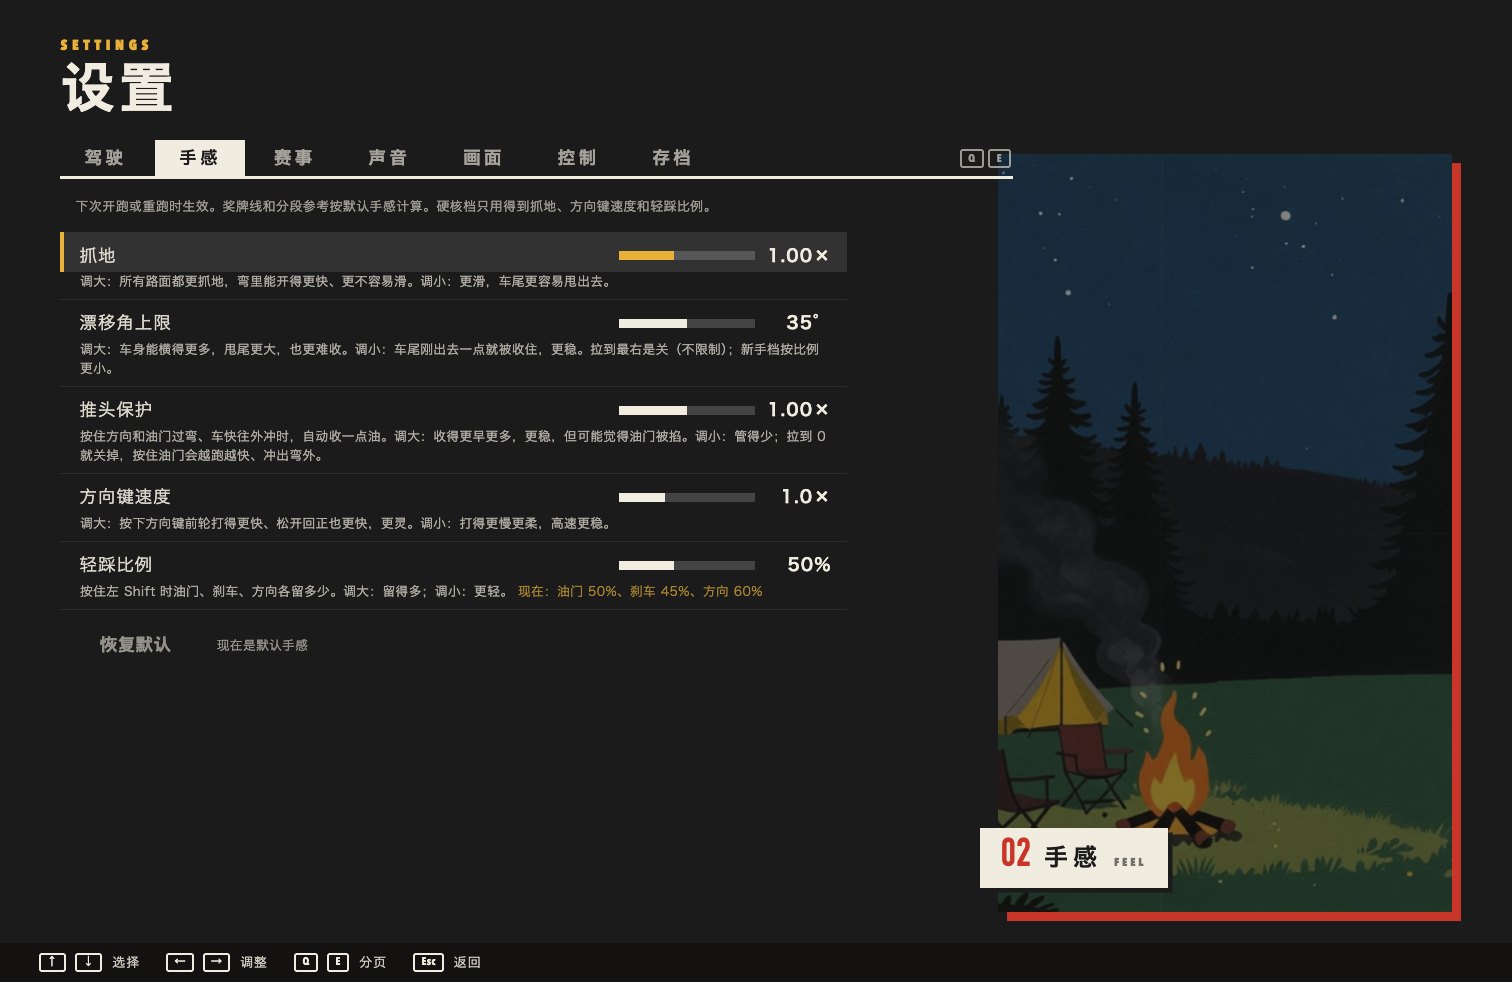 SETTINGS
设置
驾驶 手感 赛事 声音 画面 控制 存档 Q E
下次开跑或重跑时生效。奖牌线和分段参考按默认手感计算。硬核档只用得到抓地、方向键速度和轻踩比例。
抓地 1.00×
调大：所有路面都更抓地，弯里能开得更快、更不容易滑。调小：更滑，车尾更容易甩出去。
漂移角上限 35°
调大：车身能横得更多，甩尾更大，也更难收。调小：车尾刚出去一点就被收住，更稳。拉到最右是关（不限制）；新手档按比例
更小。
推头保护 1.00×
按住方向和油门过弯、车快往外冲时，自动收一点油。调大：收得更早更多，更稳，但可能觉得油门被掐。调小：管得少；拉到 0
就关掉，按住油门会越跑越快、冲出弯外。
方向键速度 1.0×
调大：按下方向键前轮打得更快、松开回正也更快，更灵。调小：打得更慢更柔，高速更稳。
轻踩比例 50%
按住左 Shift 时油门、刹车、方向各留多少。调大：留得多；调小：更轻。 现在：油门 50%、刹车 45%、方向 60%
恢复默认 现在是默认手感
02 手感 FEEL
↑ ↓ 选择 ← → 调整 Q E 分页 Esc 返回